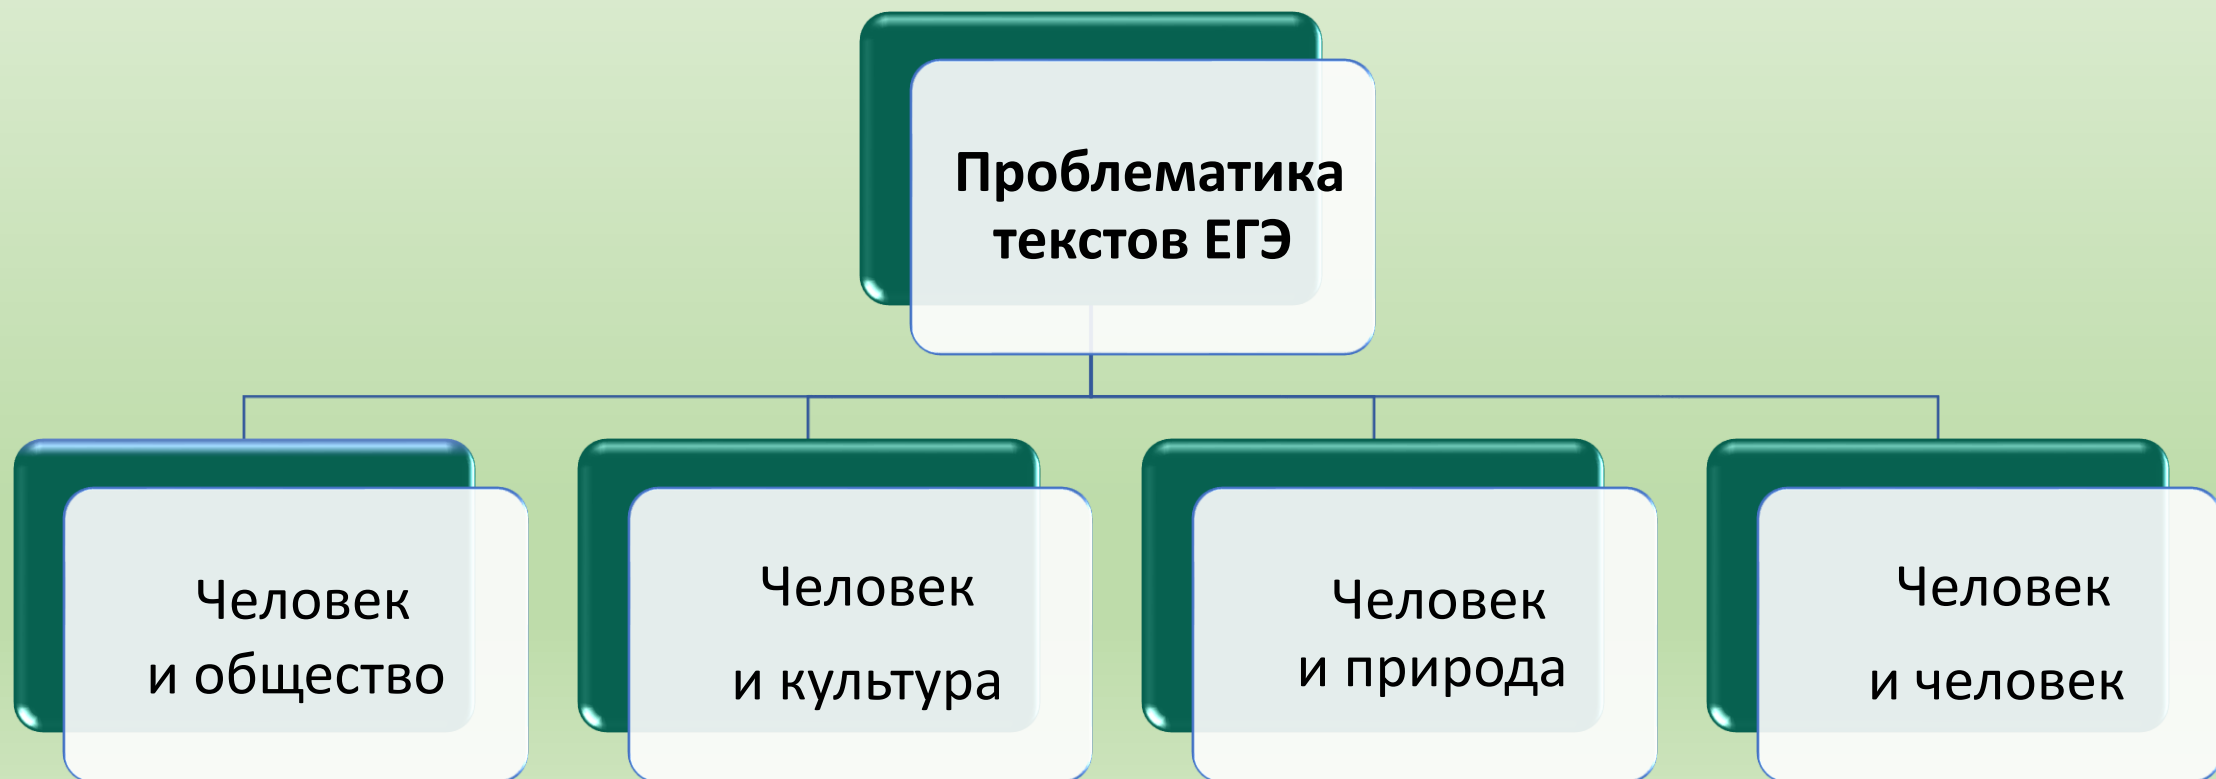 Проблематика
текстов ЕГЭ
Человек
и общество
Человек
и культура
Человек
и природа
Человек
и человек